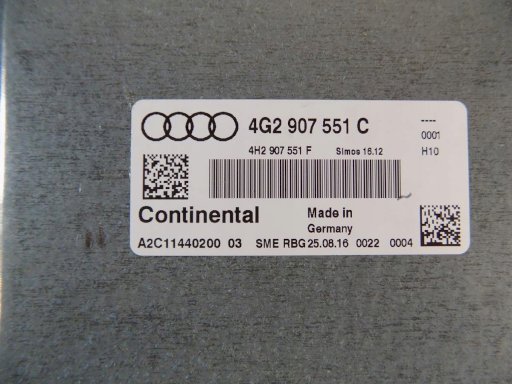 4G2 907 551 C
----
0001
4H2 907 551 F Simos 16.12 H10
Continental
Made in
Germany
A2C11440200 03 SME RBG 25.08.16 0022 0004